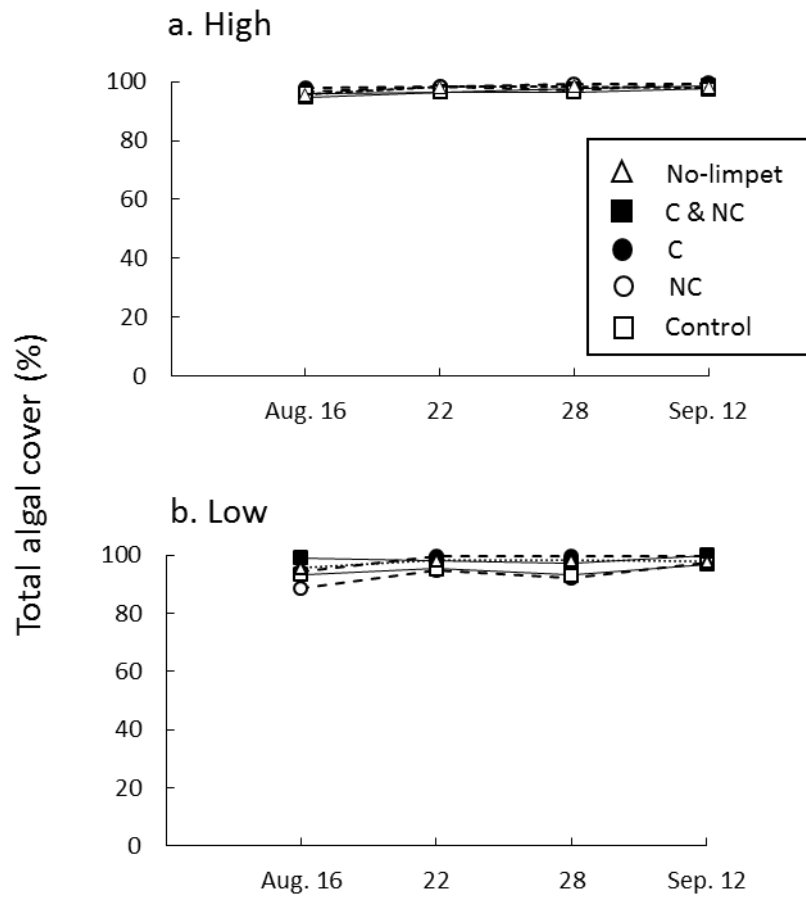 a. High
100
80
60
40
20
0
Aug. 16 22 28 Sep. 12
No-limpet
C & NC
C
NC
Control
Total algal cover (%)
b. Low
100
80
60
40
20
0
Aug. 16 22 28 Sep. 12